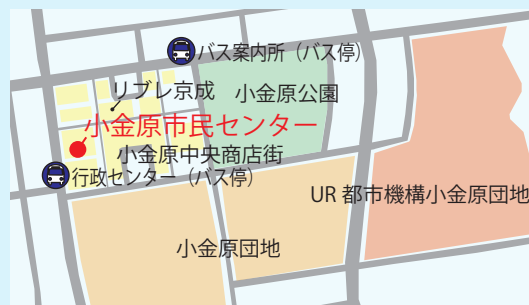 バス案内所（バス停）
リブレ京成
小金原公園
小金原市民センター
小金原中央商店街
行政センター（バス停）
UR 都市機構小金原団地
小金原団地